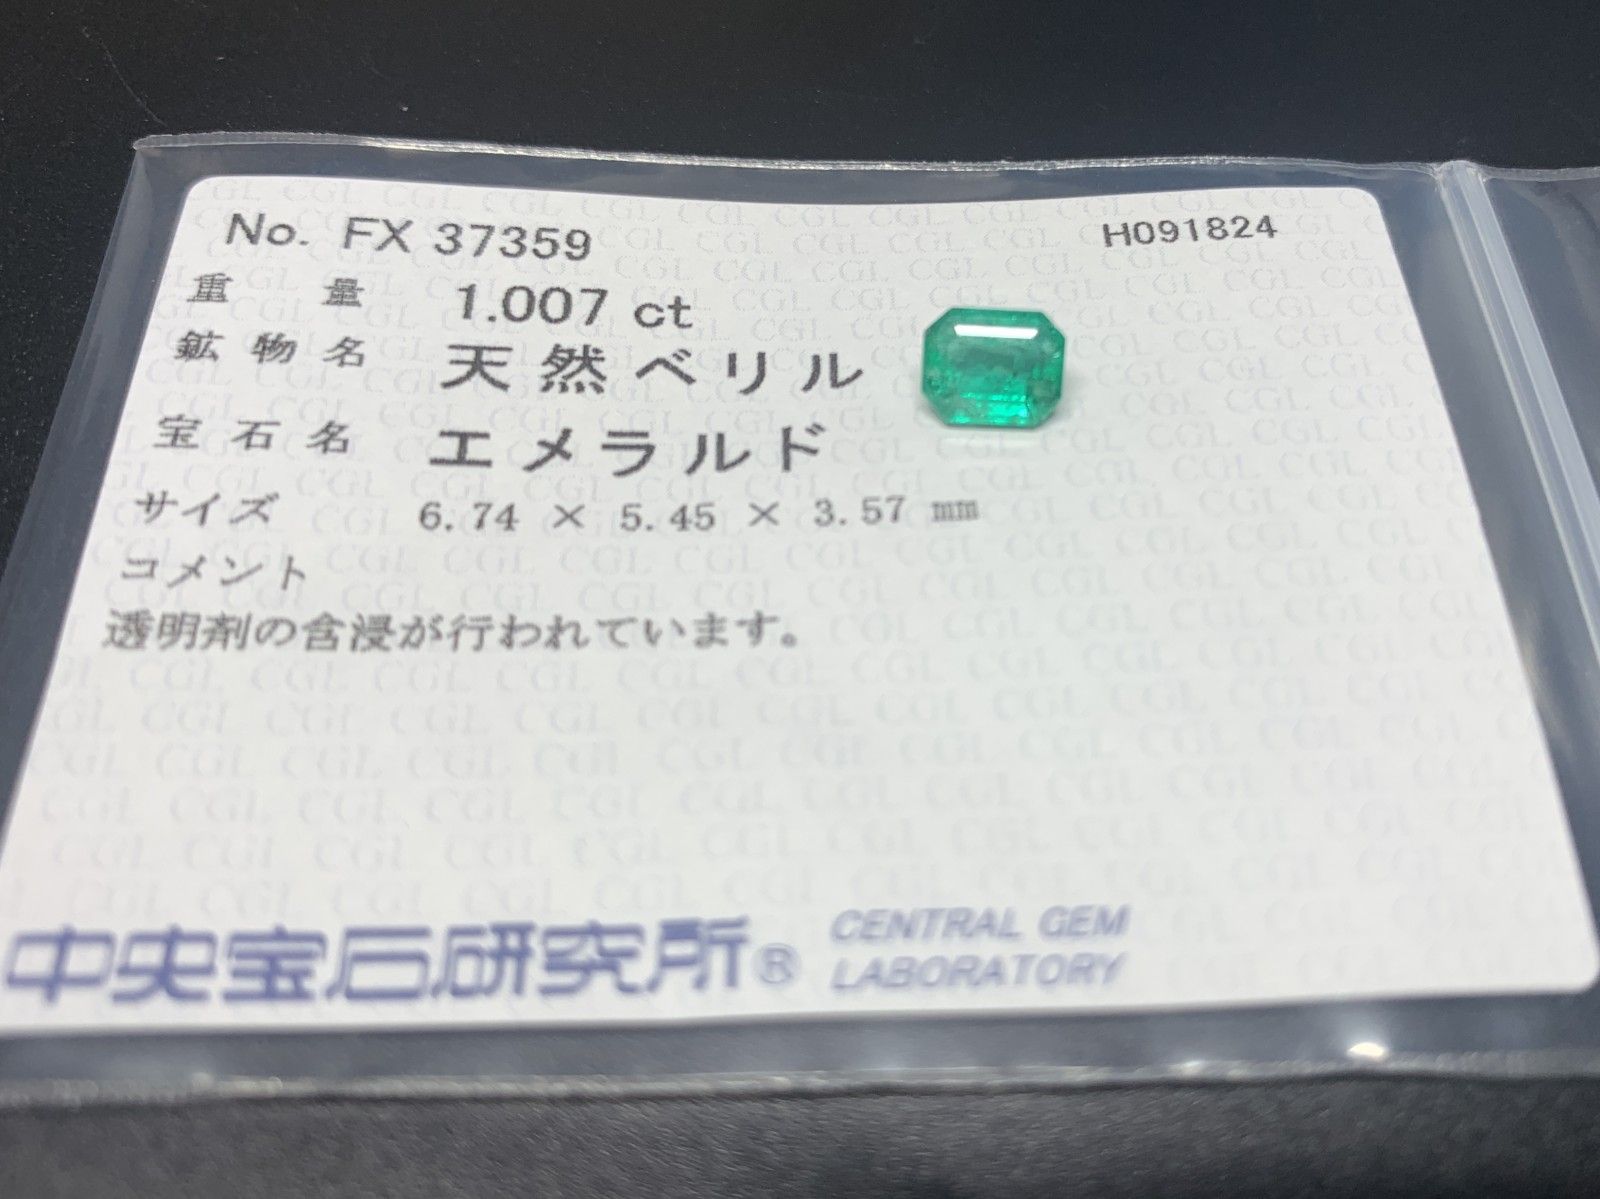 No. FX 37359 H091824
重量 1.007 ct
鉱物名 天然ベリル
宝石名 エメラルド
サイズ 6.74 × 5.45 × 3.57 mm
コメント
透明剤の含浸が行われています。
中央宝石研究所® CENTRAL GEM
LABORATORY